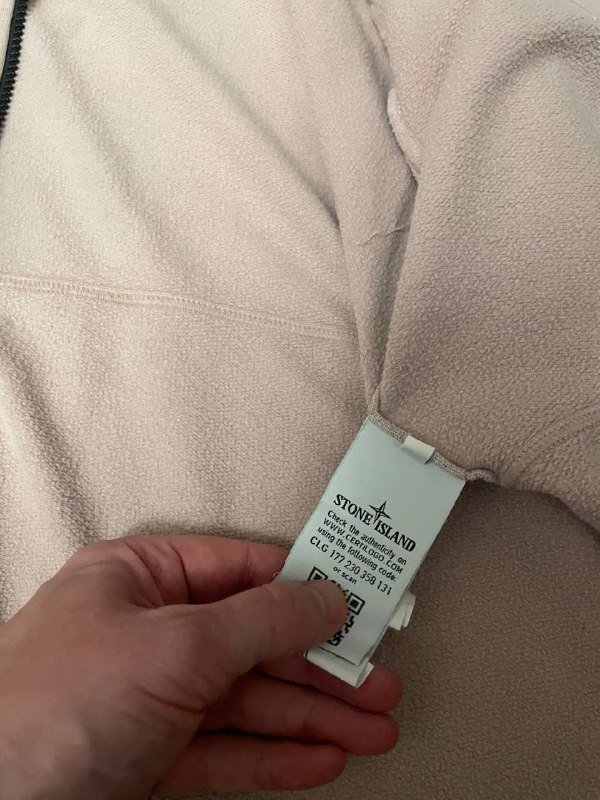 STONE ISLAND
Check the authenticity on
WWW.CERTILOGO.COM
using the following code:
CLG 177 230 358 131
or scan